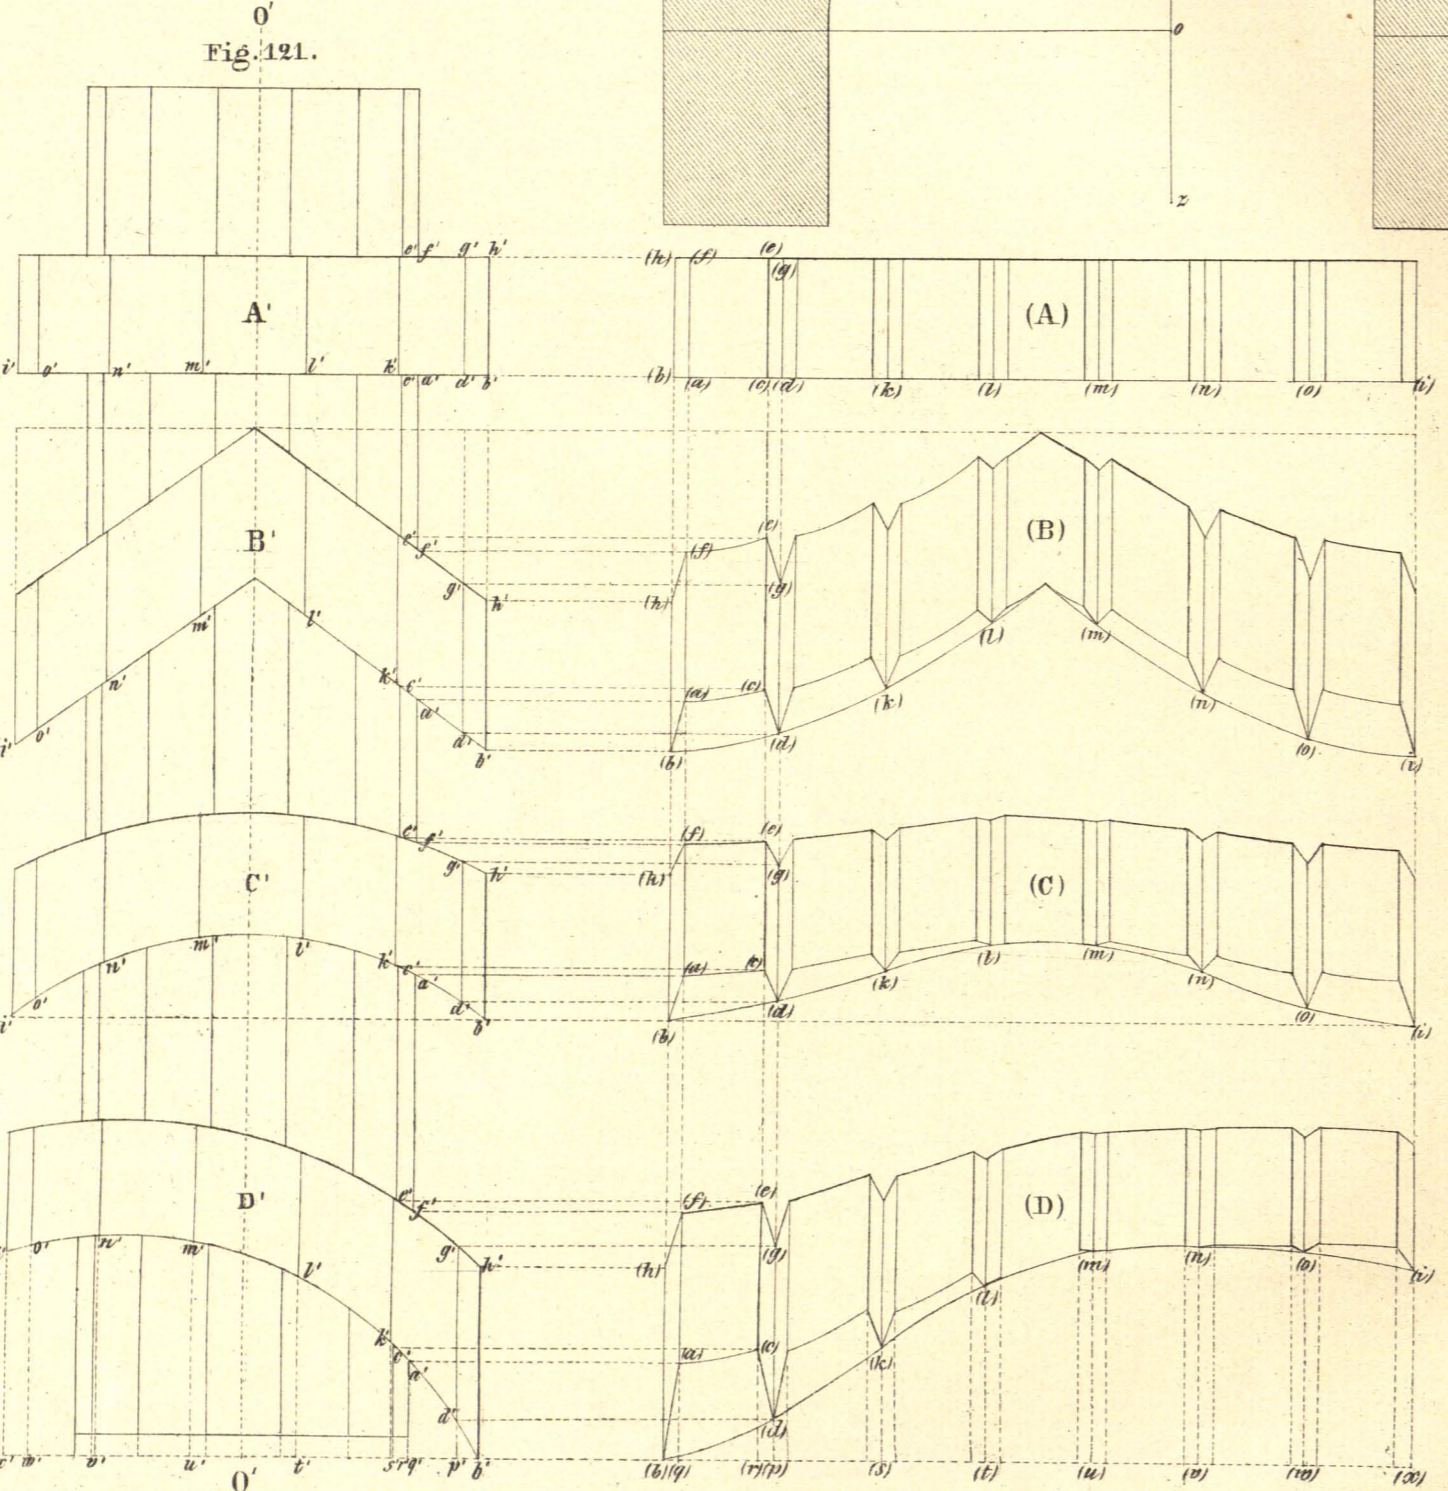 O'
Fig. 121.
o
z
e' f' g' h'
(h) (f) (e)
(g)
A'
(A)
i' o' n' m' l' k'
c' a' d' b'
(b) (a) (c) (d) (k) (l) (m) (n) (o) (i)
B'
(B)
e' f'
g' h'
(e)
(f)
(h) (g)
m' l'
n' k' c'
a'
i' o' d' b'
(a) (c)
(b) (d) (k) (l) (m) (n) (o) (i)
e' f'
g' h'
(f) (e)
(h) (g)
C'
(C)
n' m' l' k' c'
a'
i' o' d' b'
(a) (c)
(b) (d) (k) (l) (m) (n) (o) (i)
D'
(D)
e' f'
g' h'
(f) (e)
(h) (g)
o' n' m' l'
k' c'
a'
d'
(a) (c)
(d) (k) (l) (m) (n) (o) (i)
w' v' u' t' s' r' q' p' b'
(b) (q) (r) (p) (s) (t) (u) (v) (w) (x)
O'